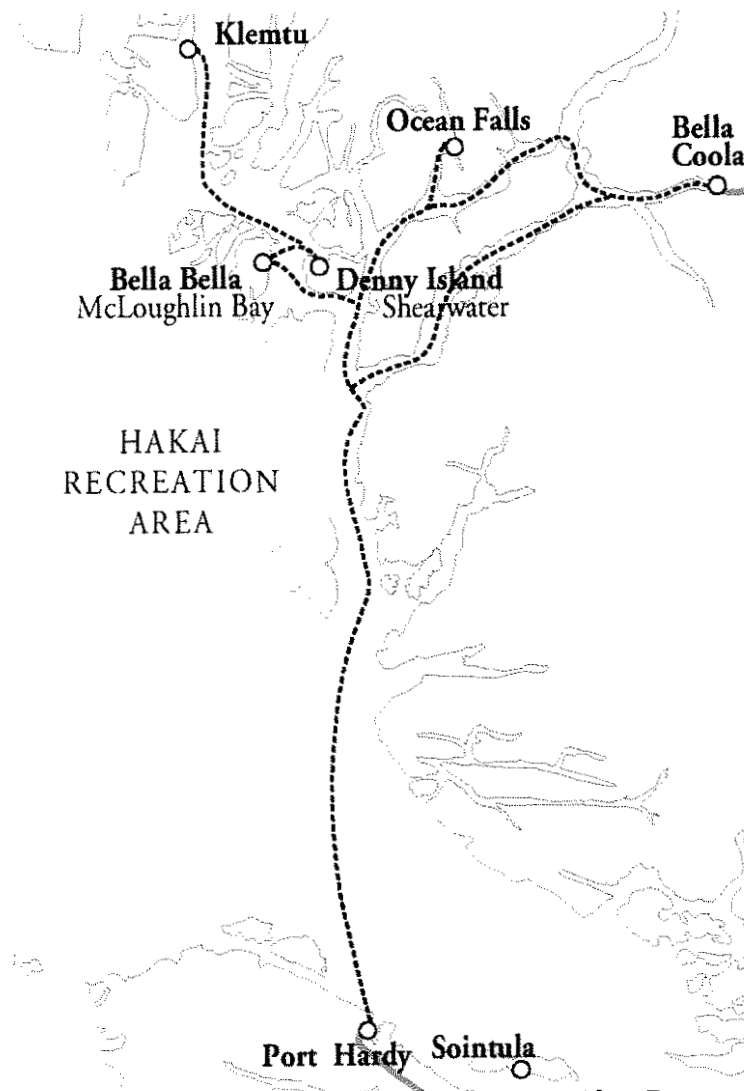 Klemtu
Ocean Falls
Bella
Coola
Bella Bella
McLoughlin Bay
Denny Island
Shearwater
HAKAI
RECREATION
AREA
Port Hardy
Sointula